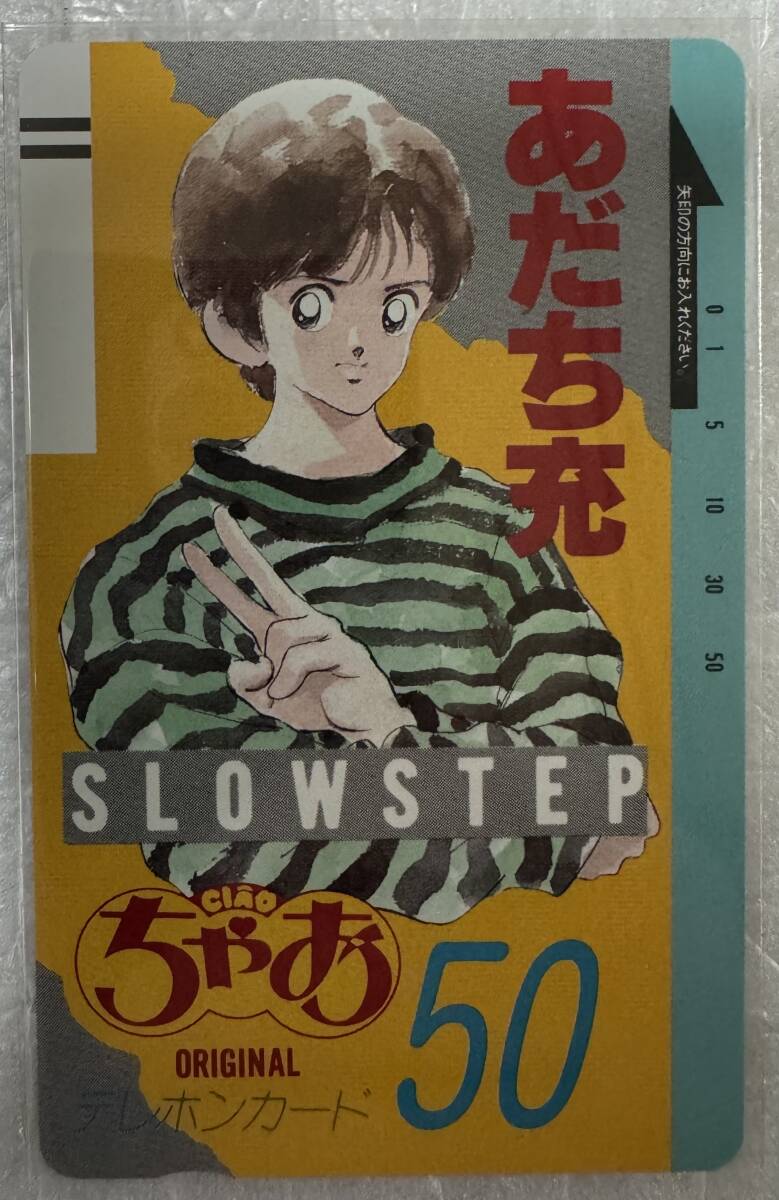 あだち充
矢印の方向にお入れください。
0
1
5
10
30
50
SLOWSTEP
CIÃO
ちゃお
ORIGINAL
テレホンカード
50